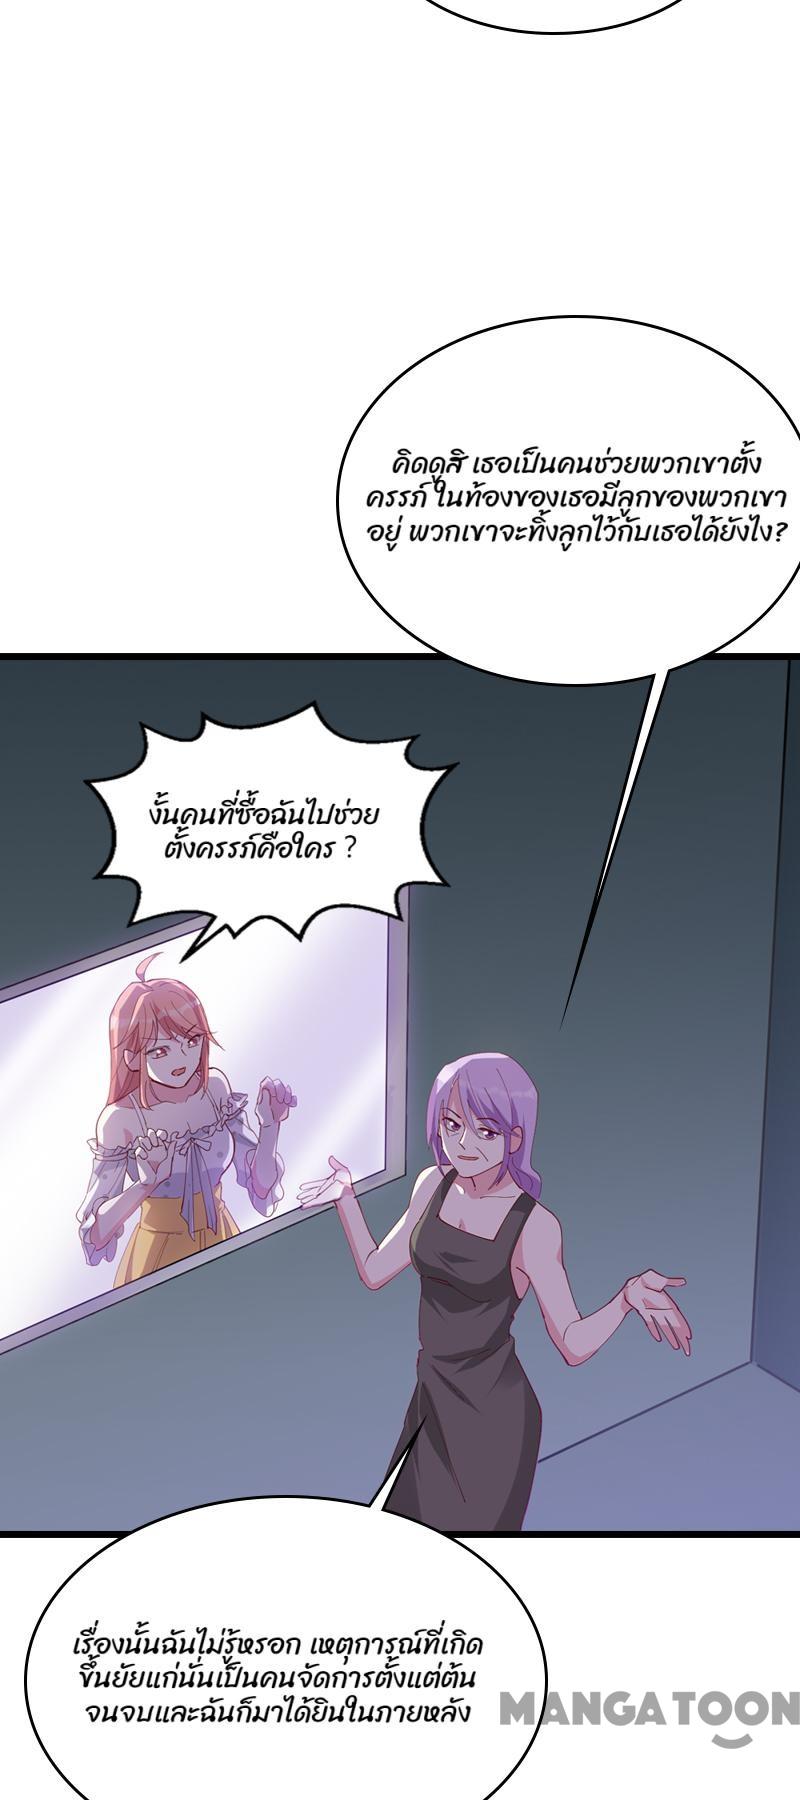 คิดดูสิ เธอเป็นคนช่วยพวกเขาตั้ง
ครรภ์ ในท้องของเธอมีลูกของพวกเขา
อยู่ พวกเขาจะทิ้งลูกไว้กับเธอได้ยังไง?
งั้นคนที่ซื้อฉันไปช่วย
ตั้งครรภ์คือใคร ?
เรื่องนั้นฉันไม่รู้หรอก เหตุการณ์ที่เกิด
ขึ้นยัยแก่นั่นเป็นคนจัดการตั้งแต่ต้น
จนจบและฉันก็มาได้ยินในภายหลัง
MANGATOON